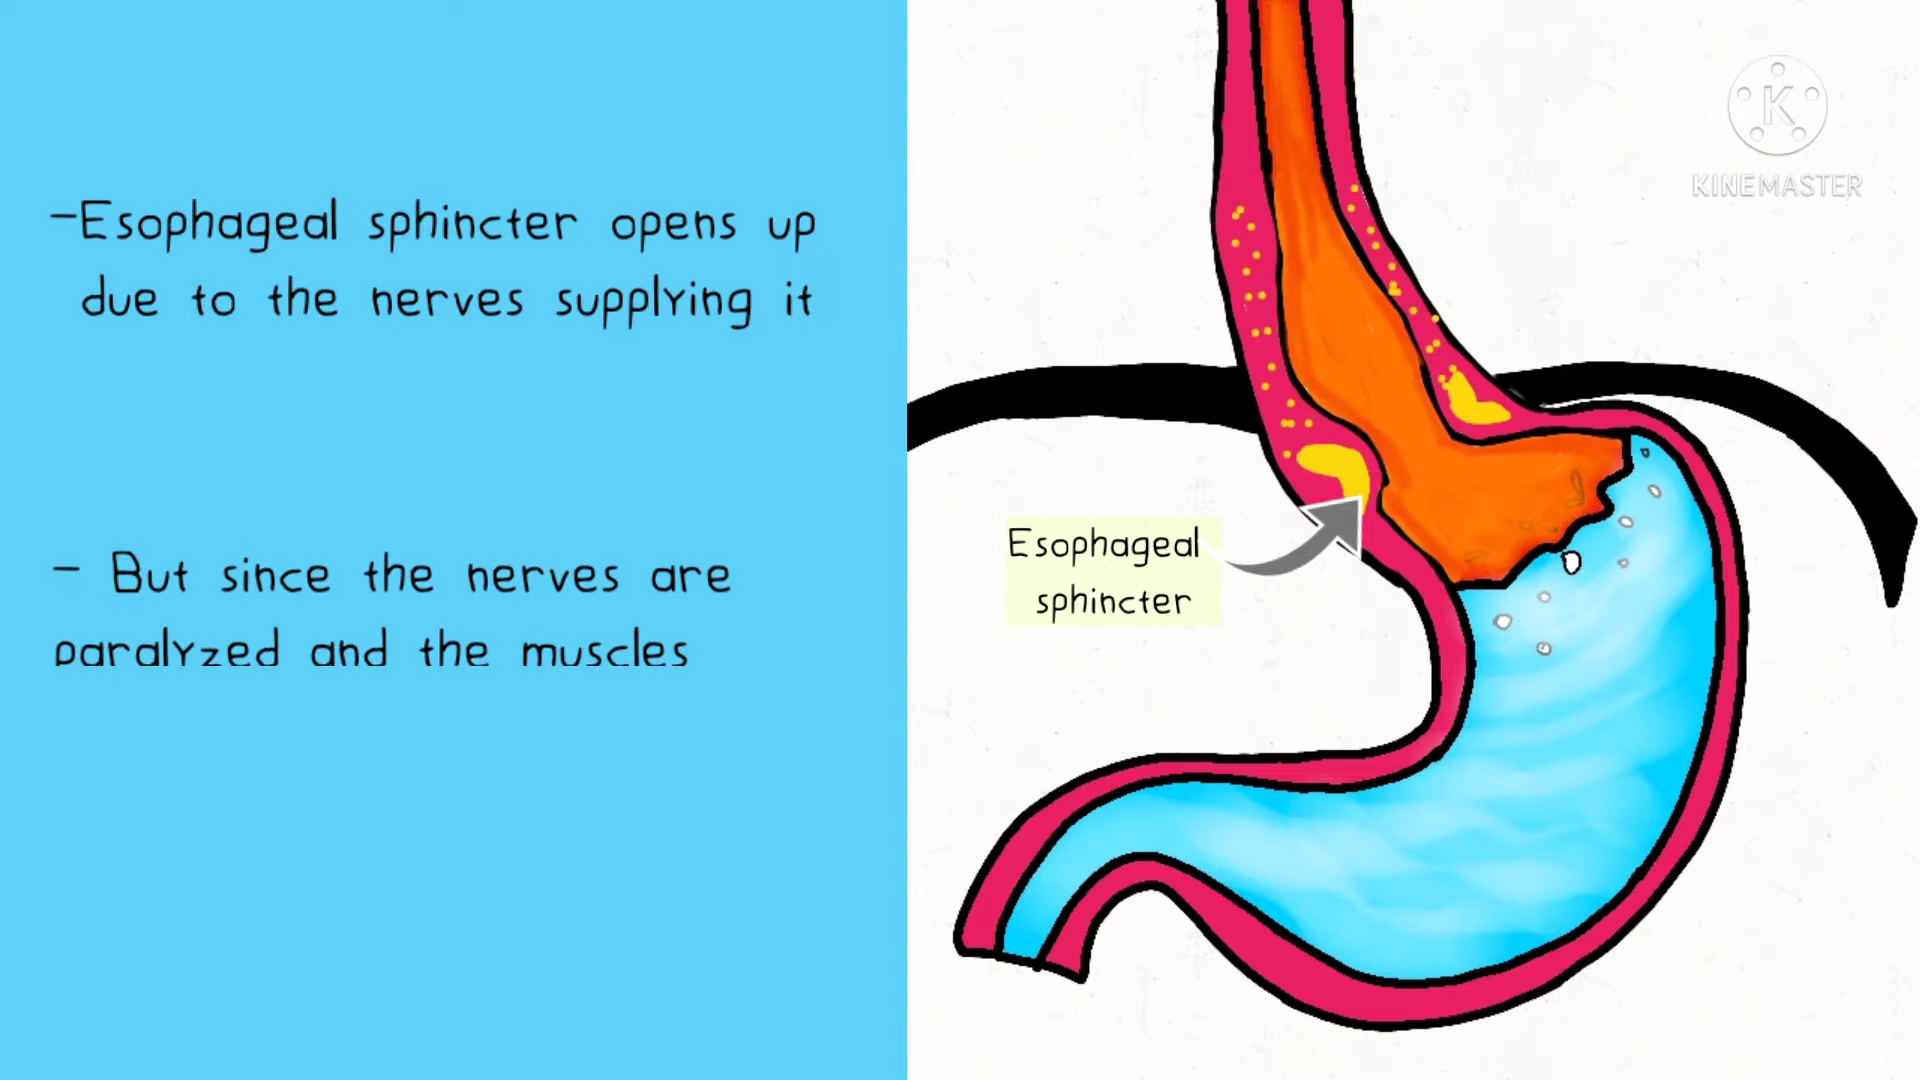 -Esophageal sphincter opens up
due to the nerves supplying it
- But since the nerves are
paralyzed and the muscles
Esophageal
sphincter
K
KINEMASTER